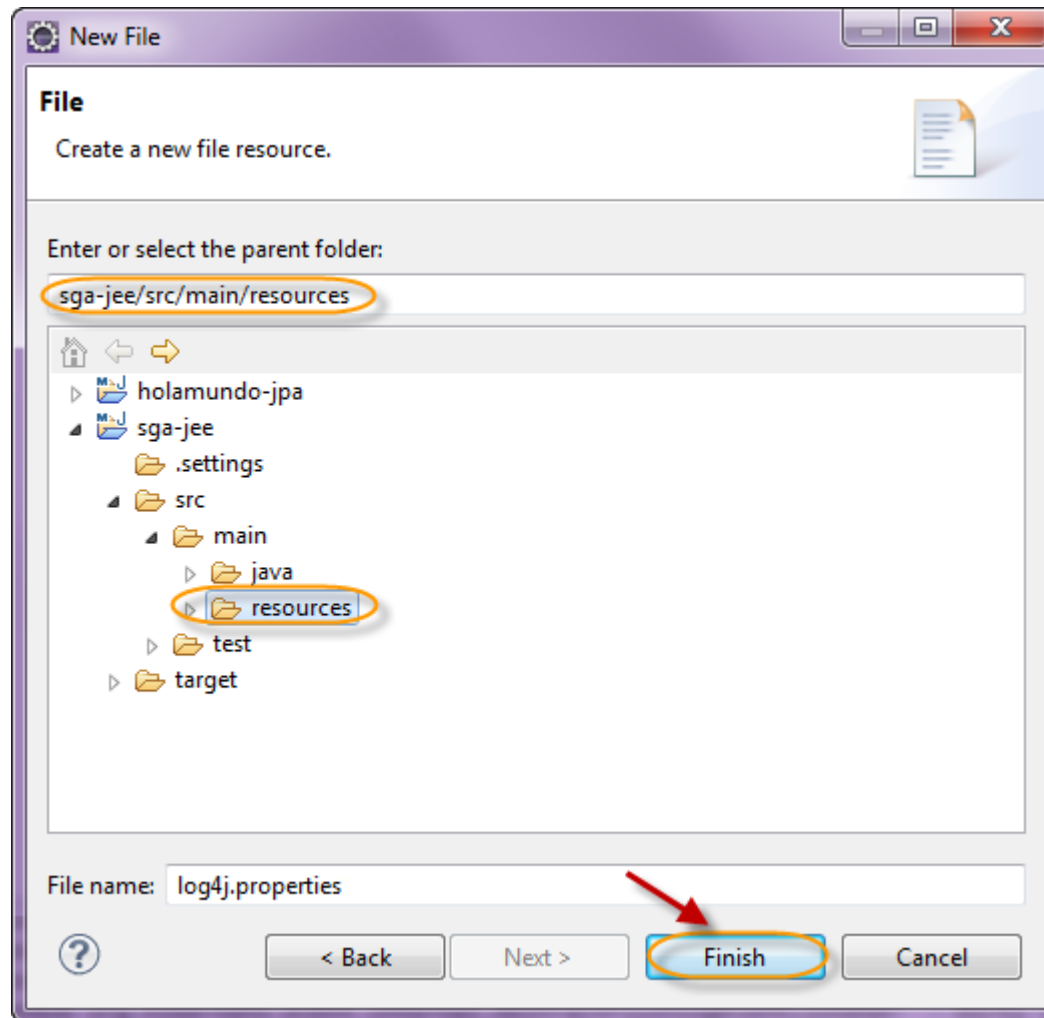 New File
File
Create a new file resource.
Enter or select the parent folder:
sga-jee/src/main/resources
holamundo-jpa
sga-jee
.settings
src
main
java
resources
test
target
File name: log4j.properties
? < Back Next > Finish Cancel